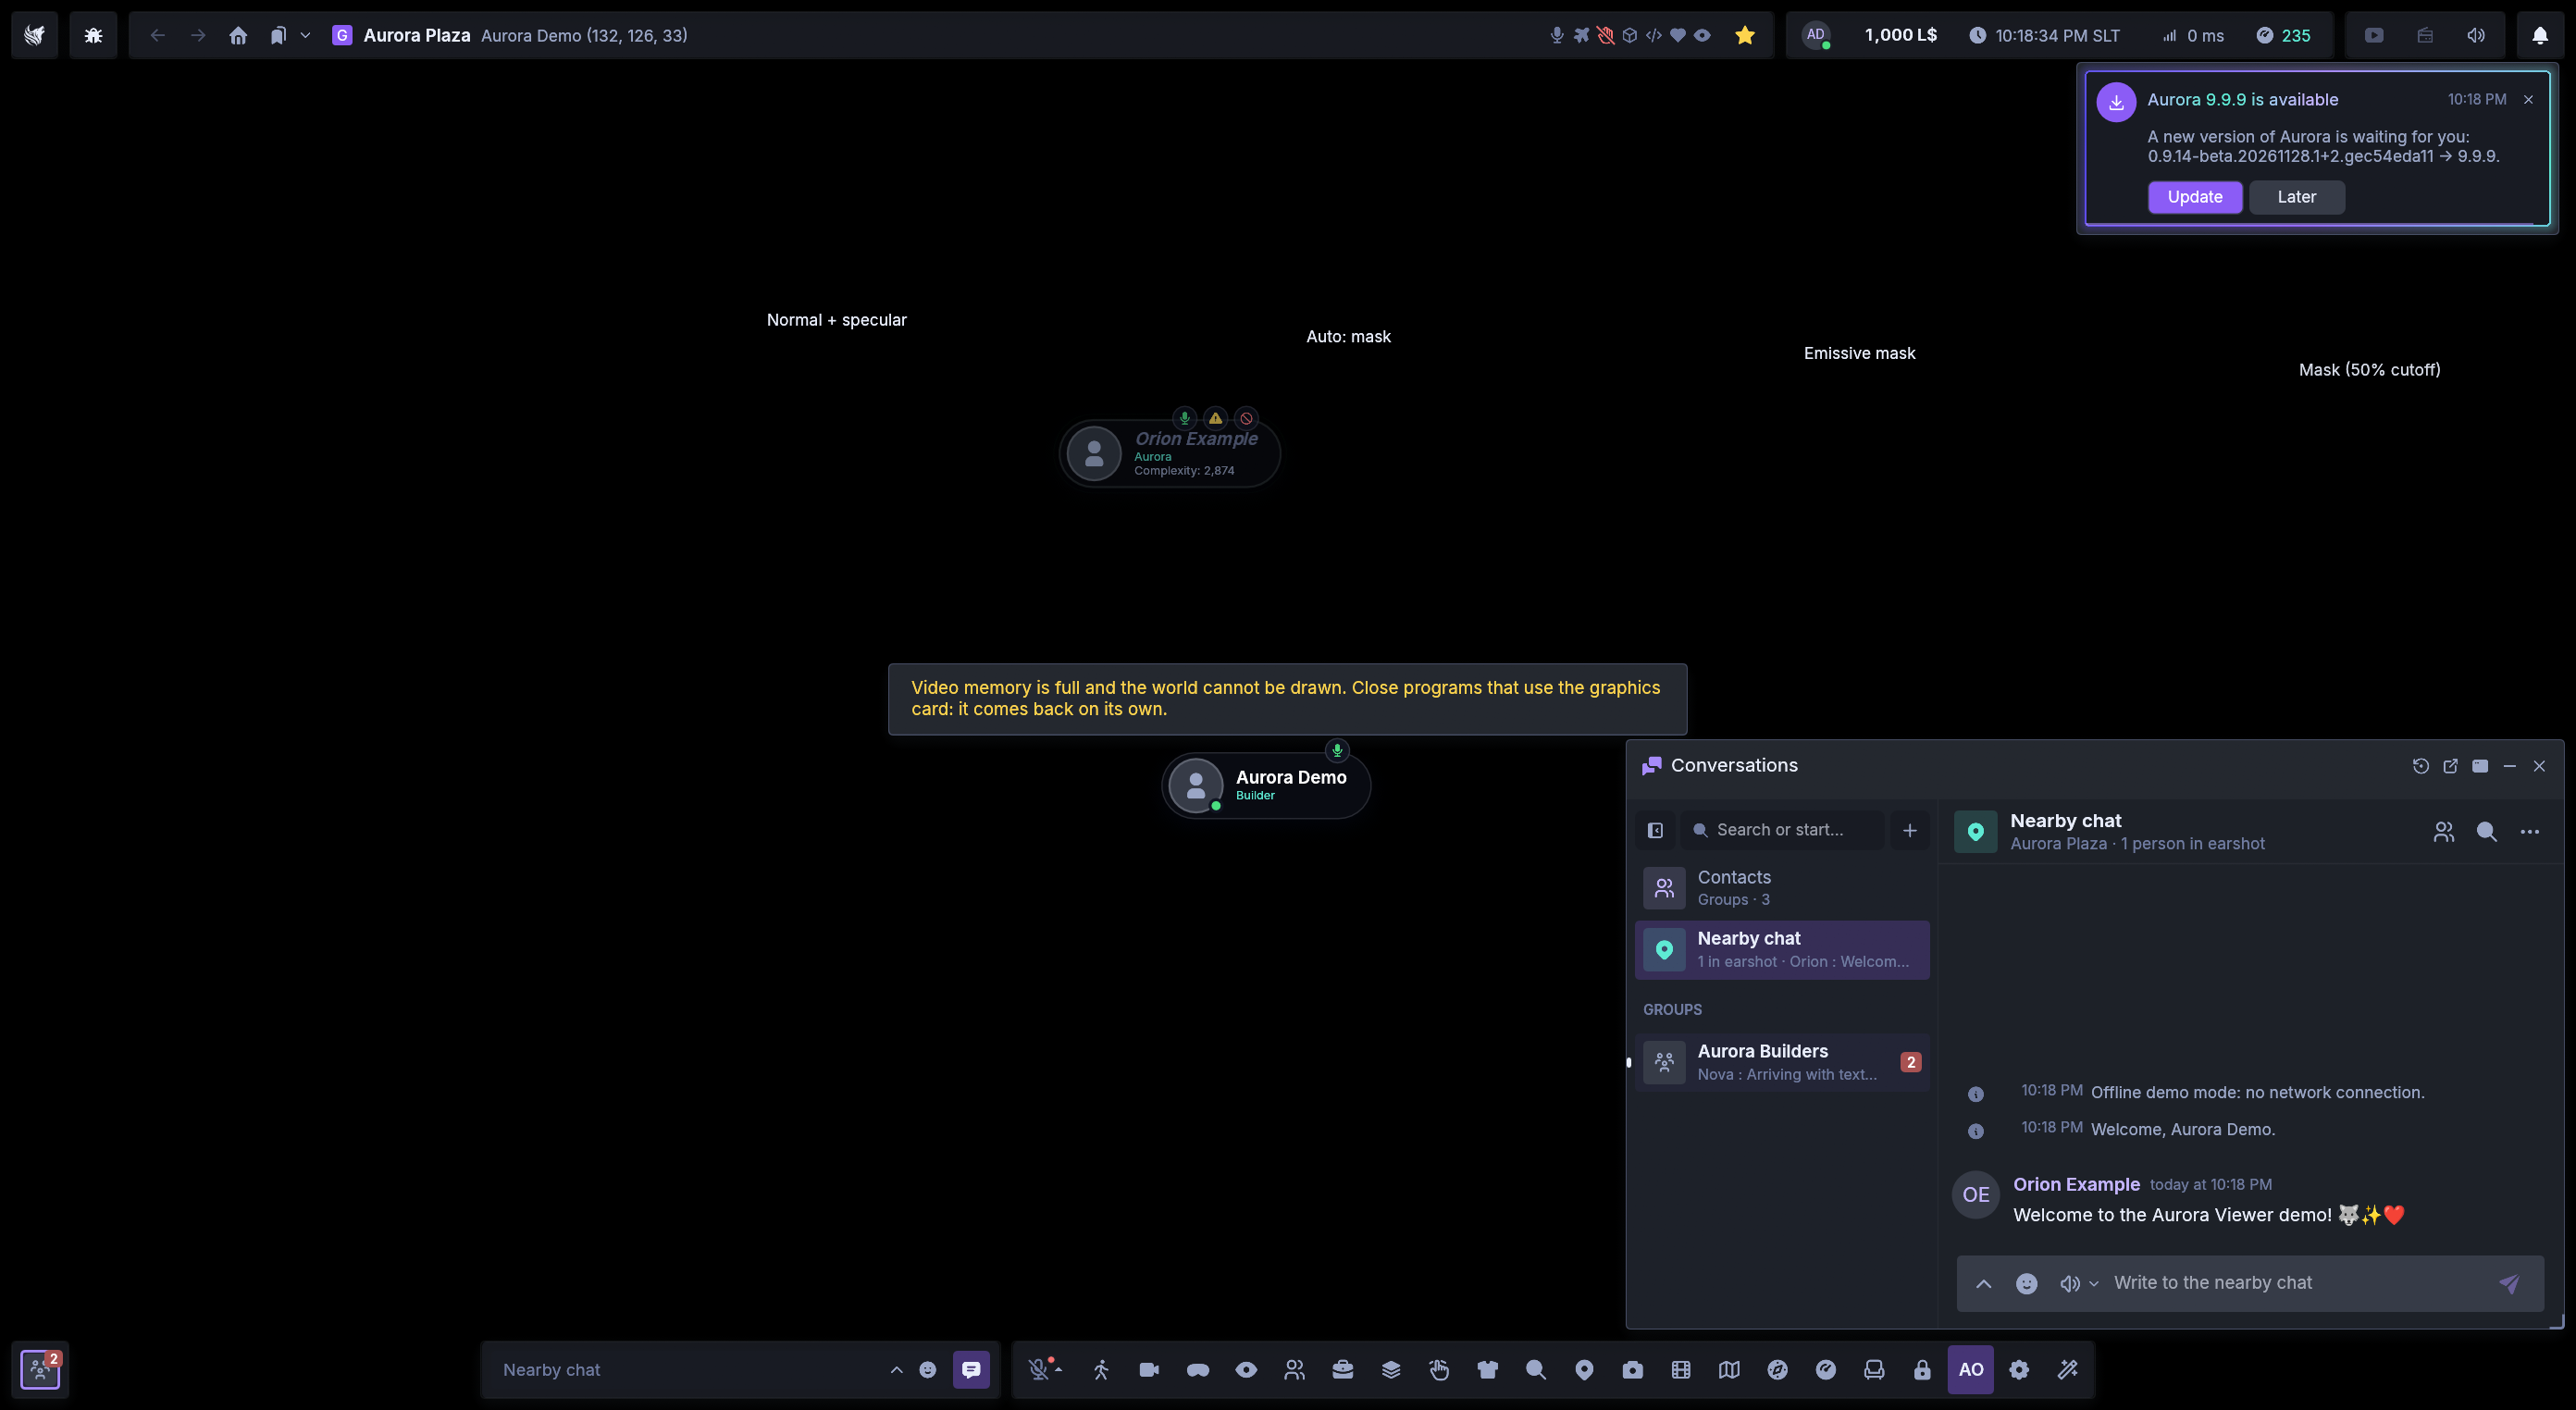 G Aurora Plaza Aurora Demo (132, 126, 33)
AD 1,000 L$ 10:18:34 PM SLT 0 ms 235
Aurora 9.9.9 is available 10:18 PM
A new version of Aurora is waiting for you:
0.9.14-beta.20261128.1+2.gec54eda11 → 9.9.9.
Update Later
Normal + specular
Auto: mask
Emissive mask
Mask (50% cutoff)
Orion Example
Aurora
Complexity: 2,874
Video memory is full and the world cannot be drawn. Close programs that use the graphics
card: it comes back on its own.
Aurora Demo
Builder
Conversations
Search or start...
Contacts
Groups · 3
Nearby chat
1 in earshot · Orion : Welcom...
GROUPS
Aurora Builders
Nova : Arriving with text...
2
Nearby chat
Aurora Plaza · 1 person in earshot
10:18 PM Offline demo mode: no network connection.
10:18 PM Welcome, Aurora Demo.
OE Orion Example today at 10:18 PM
Welcome to the Aurora Viewer demo! 🐺✨❤️
Write to the nearby chat
2
Nearby chat
AO